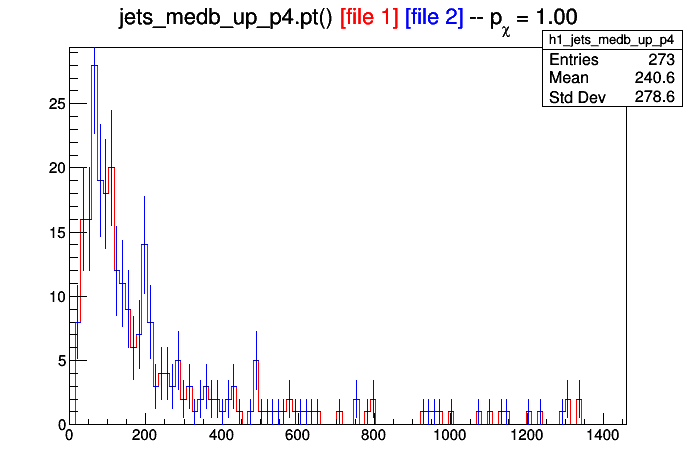 jets_medb_up_p4.pt() [file 1] [file 2] -- pχ = 1.00
h1_jets_medb_up_p4
Entries 273
Mean 240.6
Std Dev 278.6
25
20
15
10
5
0
0 200 400 600 800 1000 1200 1400